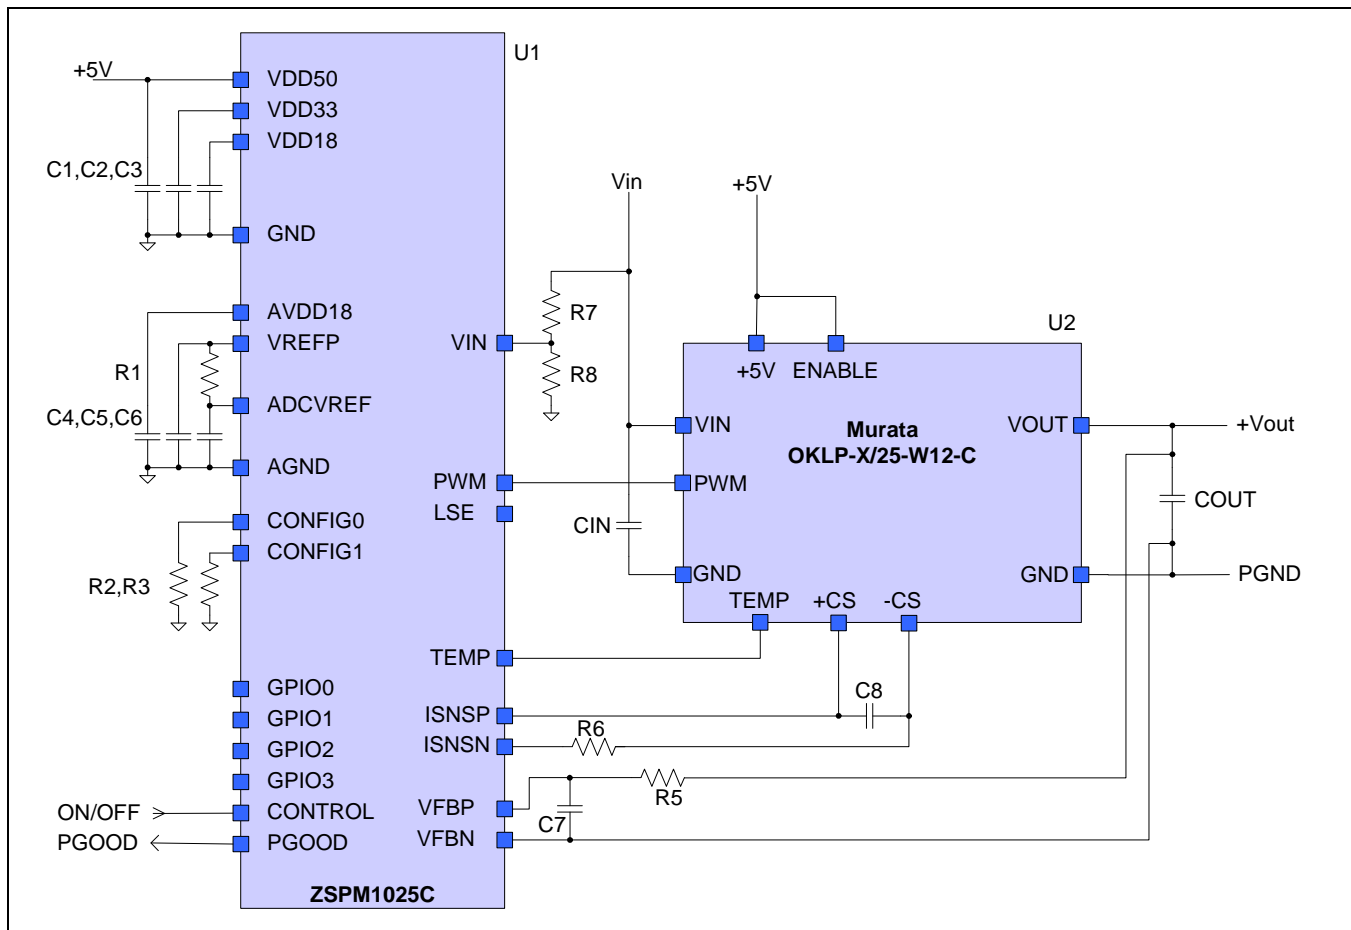 U1
+5V
VDD50
VDD33
VDD18
C1,C2,C3
GND
AVDD18
VREFP
R1
ADCVREF
C4,C5,C6
AGND
CONFIG0
CONFIG1
R2,R3
GPIO0
GPIO1
GPIO2
GPIO3
ON/OFF
CONTROL
PGOOD
PGOOD
VIN
PWM
LSE
TEMP
ISNSP
ISNSN
VFBP
VFBN
ZSPM1025C
Vin
+5V
R7
R8
CIN
U2
+5V
ENABLE
VIN
Murata
OKLP-X/25-W12-C
VOUT
+Vout
PWM
COUT
GND
GND
PGND
TEMP
+CS
-CS
C8
R6
R5
C7